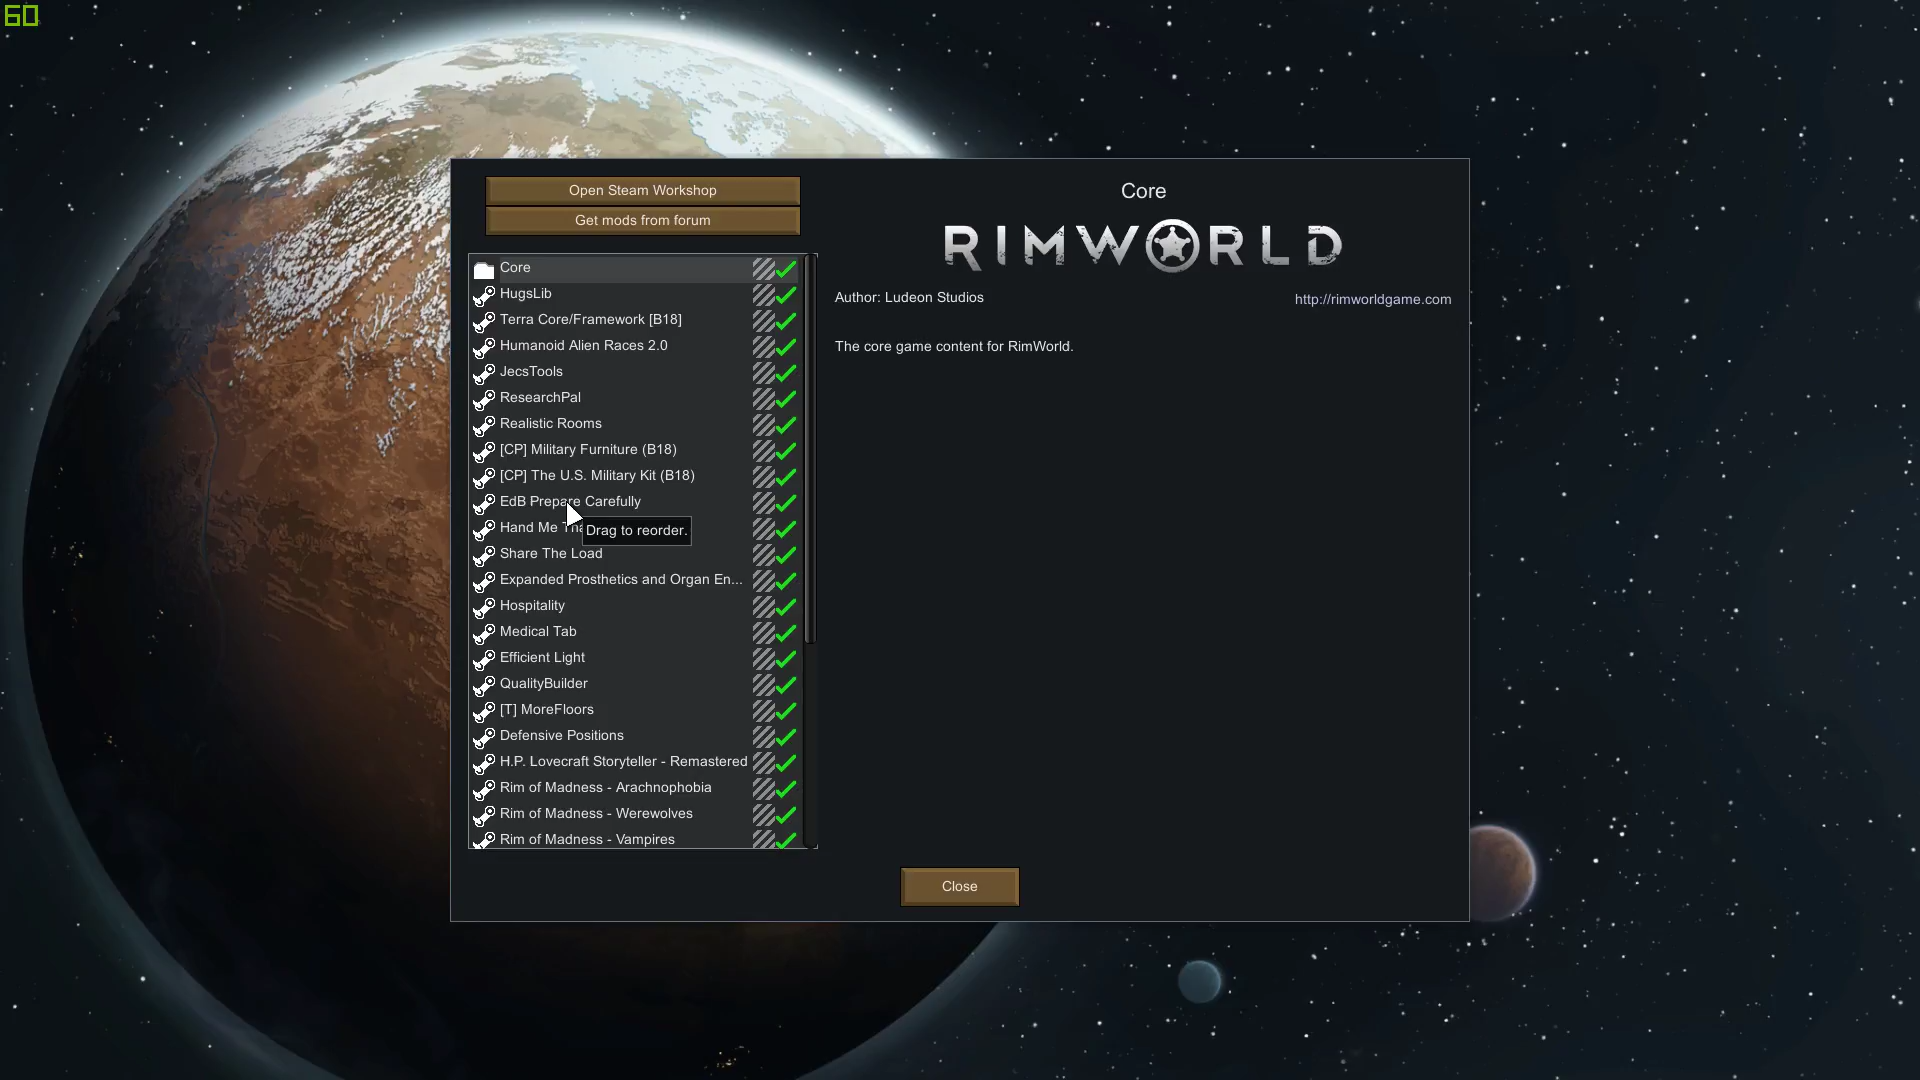 60
Open Steam Workshop
Get mods from forum
Core
HugsLib
Terra Core/Framework [B18]
Humanoid Alien Races 2.0
JecsTools
ResearchPal
Realistic Rooms
[CP] Military Furniture (B18)
[CP] The U.S. Military Kit (B18)
EdB Prepare Carefully
Hand Me
Drag to reorder.
Share The Load
Expanded Prosthetics and Organ En...
Hospitality
Medical Tab
Efficient Light
QualityBuilder
[T] MoreFloors
Defensive Positions
H.P. Lovecraft Storyteller - Remastered
Rim of Madness - Arachnophobia
Rim of Madness - Werewolves
Rim of Madness - Vampires
Core
RIMWORLD
Author: Ludeon Studios
http://rimworldgame.com
The core game content for RimWorld.
Close